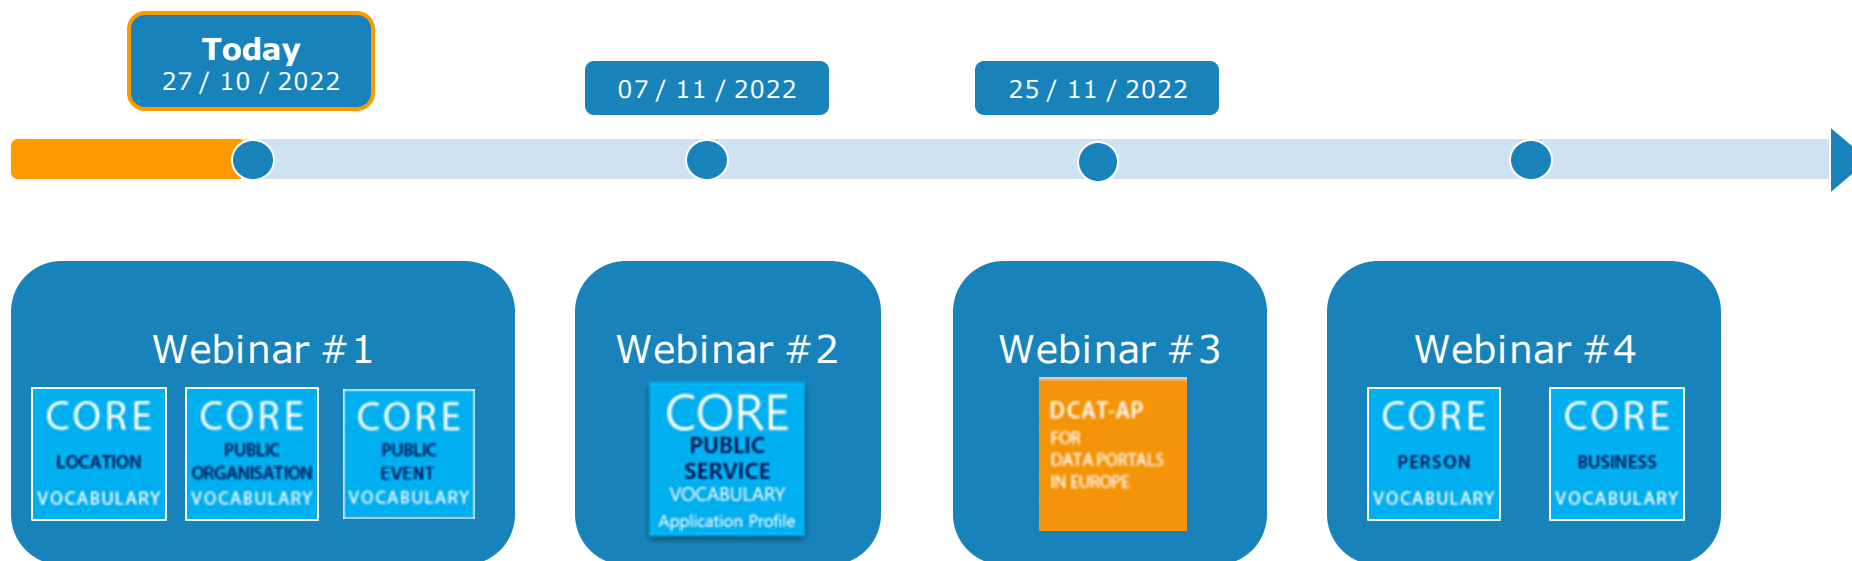 Today
27 / 10 / 2022
07 / 11 / 2022
25 / 11 / 2022
Webinar #1
CORE
LOCATION
VOCABULARY
CORE
PUBLIC
ORGANISATION
VOCABULARY
CORE
PUBLIC
EVENT
VOCABULARY
Webinar #2
CORE
PUBLIC
SERVICE
VOCABULARY
Application Profile
Webinar #3
DCAT-AP
FOR
DATA PORTALS
IN EUROPE
Webinar #4
CORE
PERSON
VOCABULARY
CORE
BUSINESS
VOCABULARY